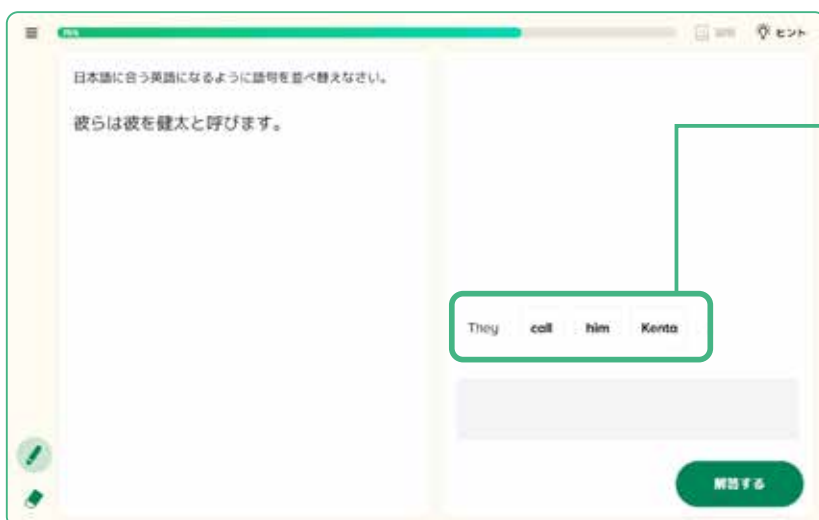 ヒント
日本語に合う英語になるように語句を並べ替えなさい。
彼らは彼を健太と呼びます。
They call him Kenta .
解答する